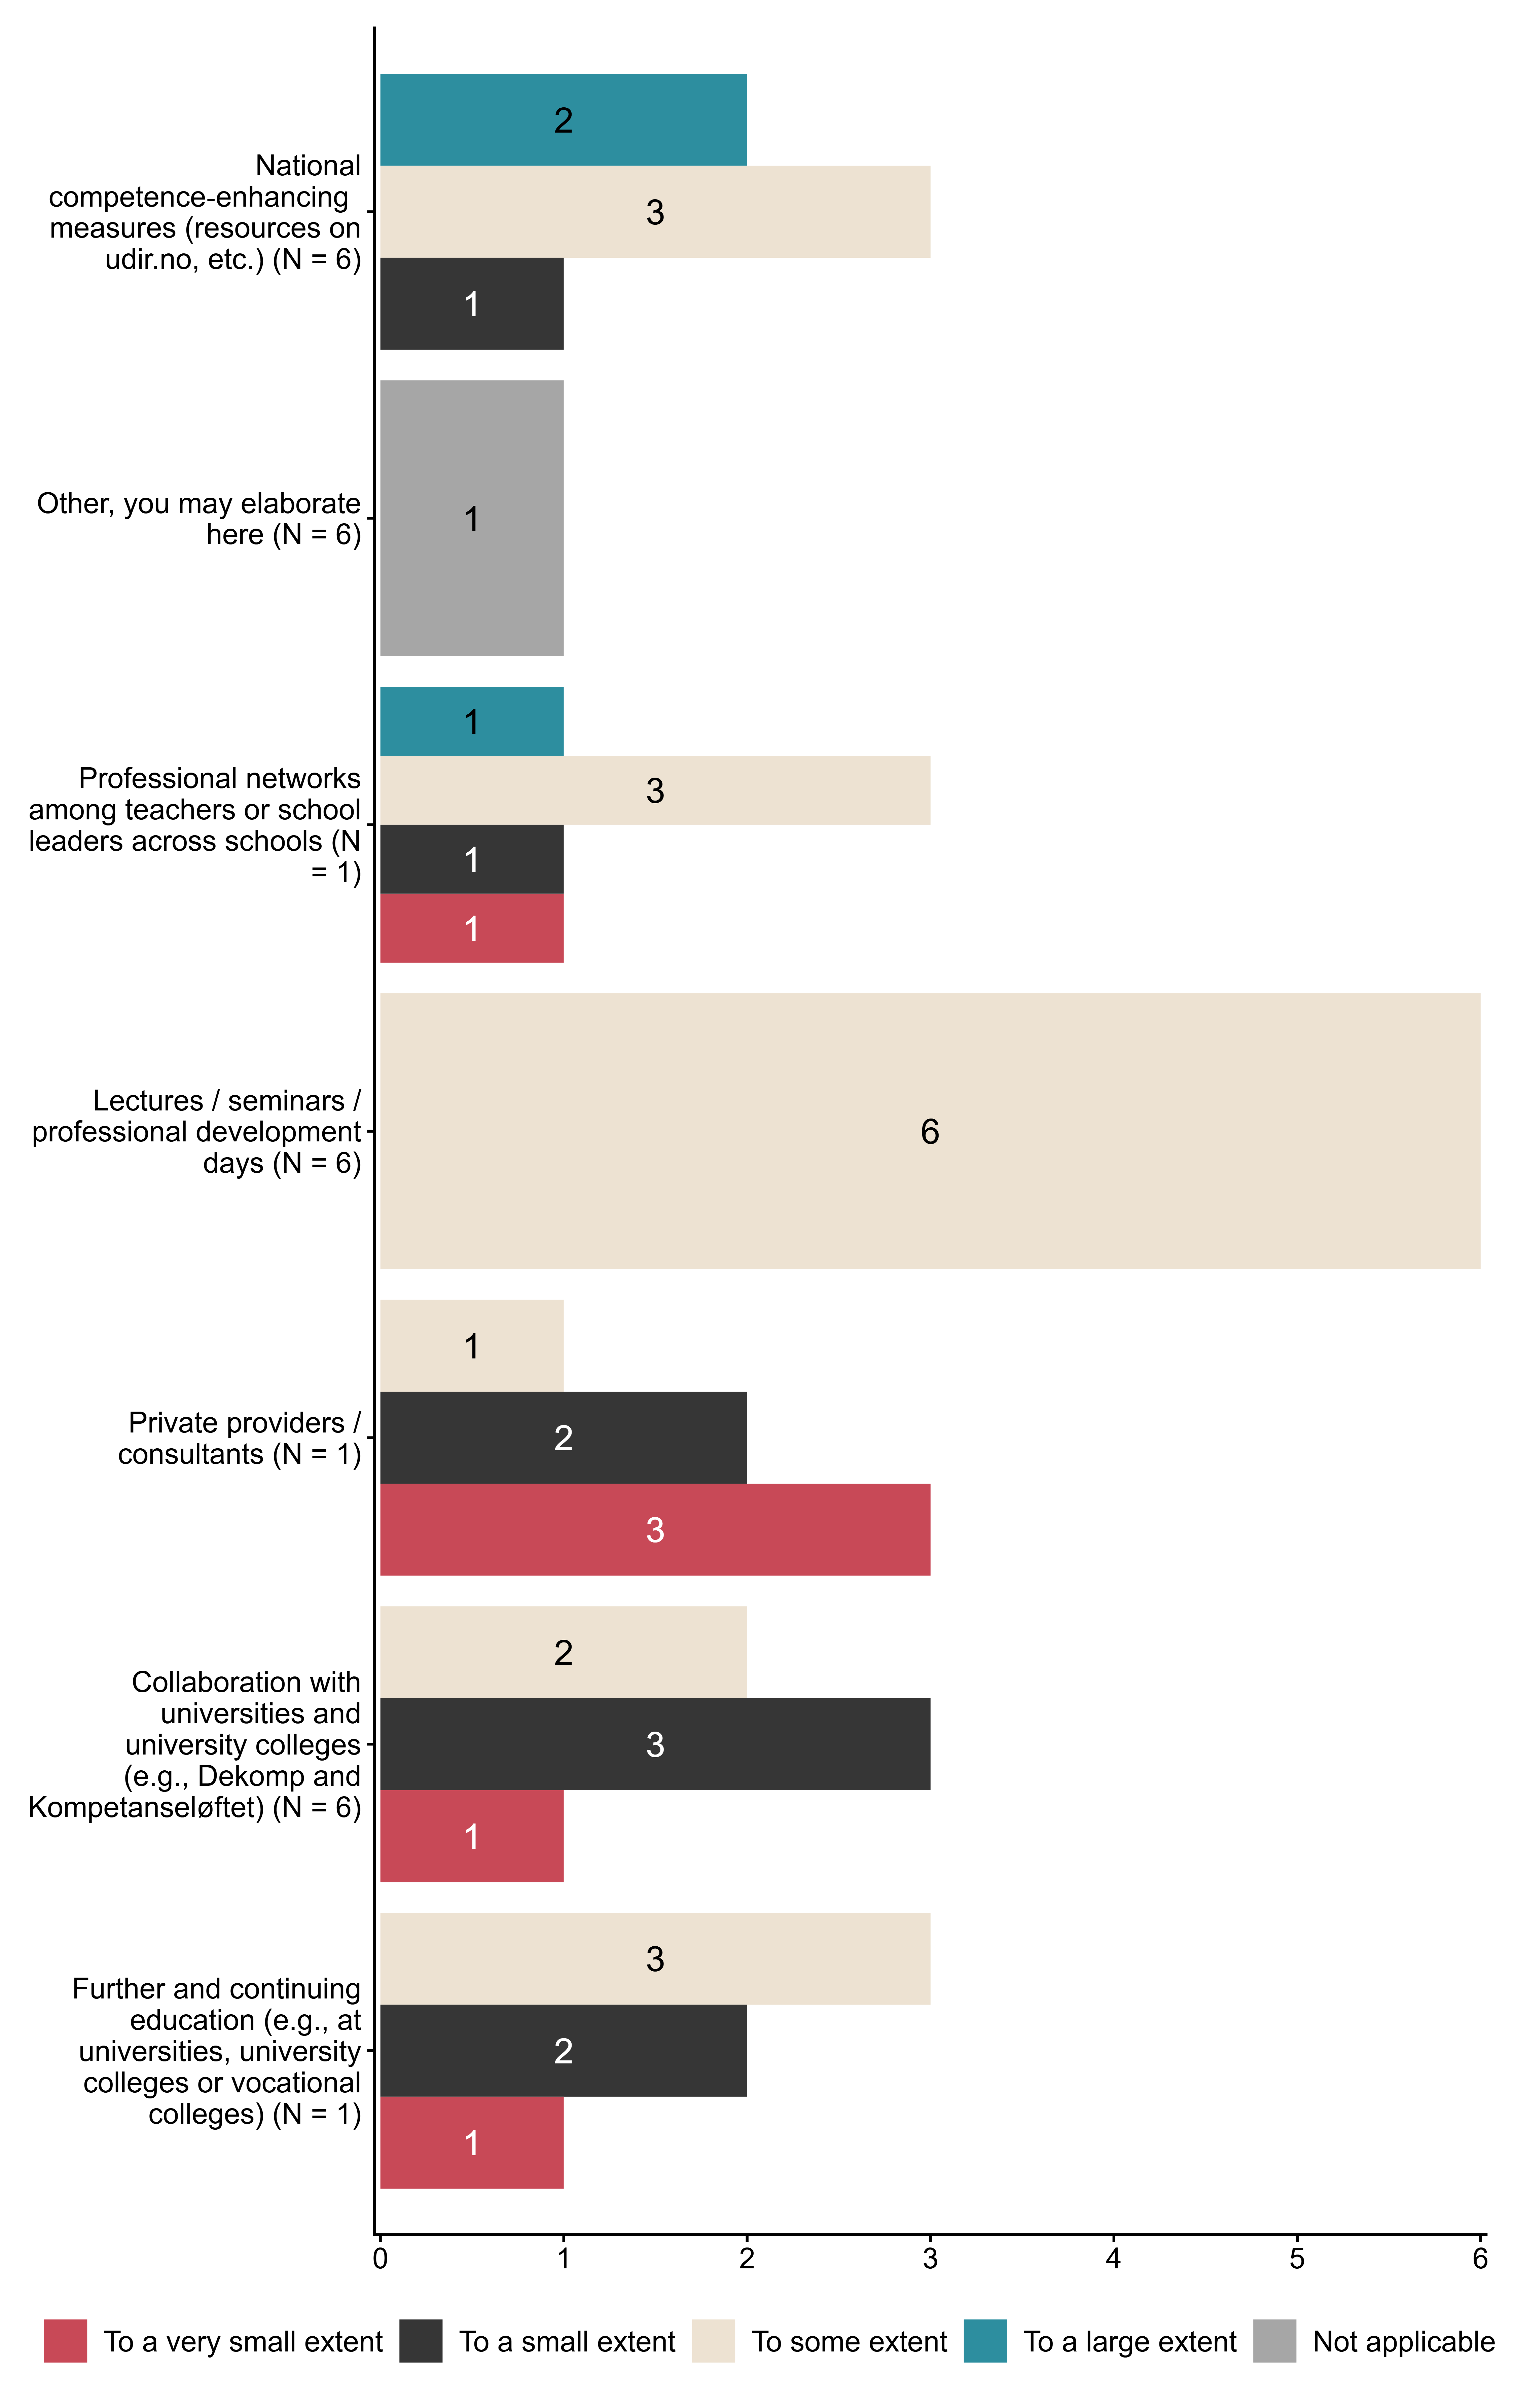 National
competence-enhancing
measures (resources on
udir.no, etc.) (N = 6)
2
3
1
Other, you may elaborate
here (N = 6)
1
Professional networks
among teachers or school
leaders across schools (N
= 1)
1
3
1
1
Lectures / seminars /
professional development
days (N = 6)
6
Private providers /
consultants (N = 1)
1
2
3
Collaboration with
universities and
university colleges
(e.g., Dekomp and
Kompetanseløftet) (N = 6)
2
3
1
Further and continuing
education (e.g., at
universities, university
colleges or vocational
colleges) (N = 1)
3
2
1
0 1 2 3 4 5 6
To a very small extent To a small extent To some extent To a large extent Not applicable